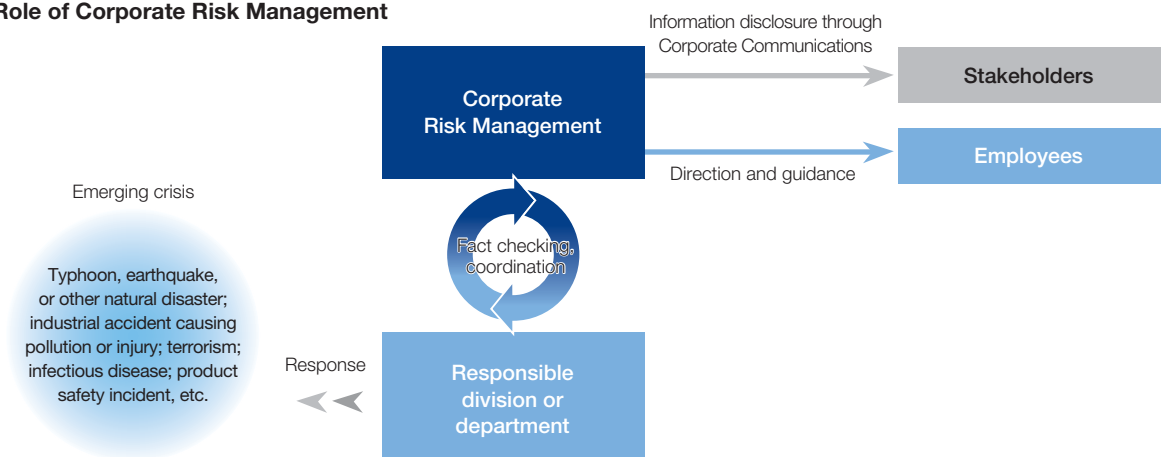 Role of Corporate Risk Management
Information disclosure through
Corporate Communications
Corporate
Risk Management
Stakeholders
Employees
Direction and guidance
Emerging crisis
Fact checking,
coordination
Typhoon, earthquake,
or other natural disaster;
industrial accident causing
pollution or injury; terrorism;
infectious disease; product
safety incident, etc.
Response
Responsible
division or
department